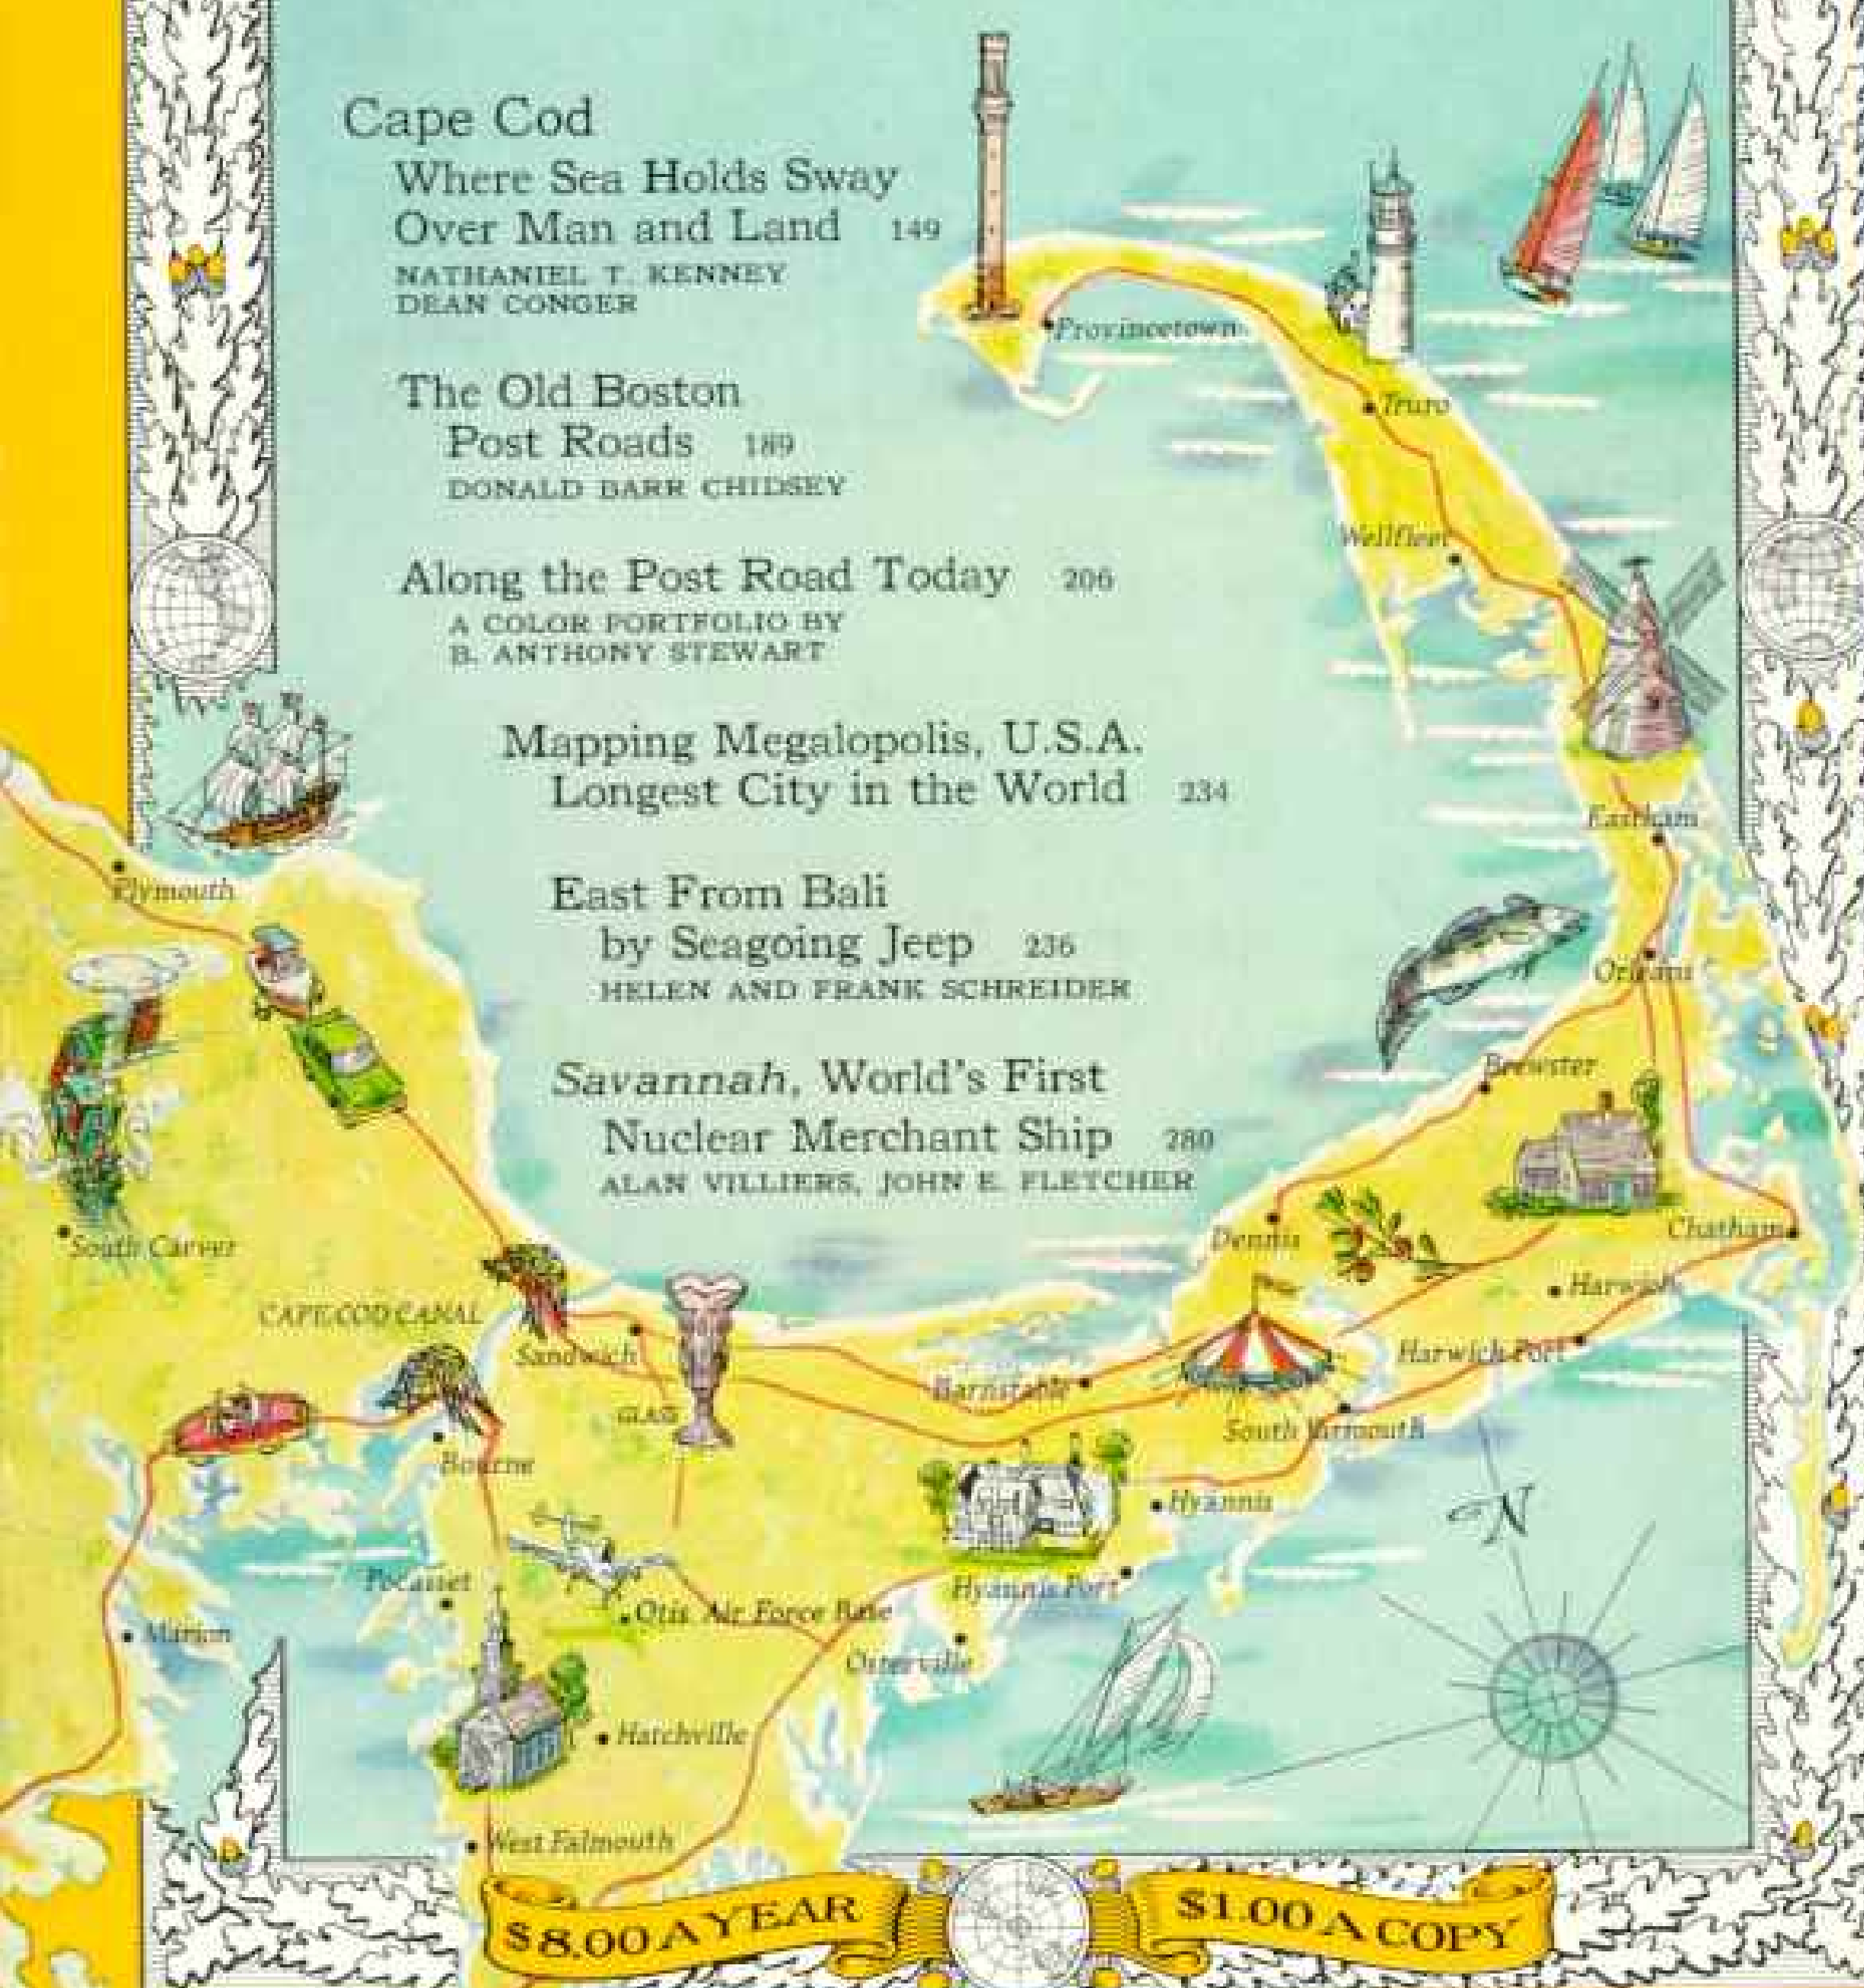 Cape Cod
Where Sea Holds Sway
Over Man and Land 149
NATHANIEL T. KENNEY
DEAN CONGER
Provincetown
The Old Boston
Truro
Post Roads 189
DONALD BARR CHIDSEY
Wellfleet
Along the Post Road Today 206
A COLOR PORTFOLIO BY
B. ANTHONY STEWART
Mapping Megalopolis, U.S.A.
Longest City in the World 234
Eastham
Plymouth
East From Bali
by Seagoing Jeep 236
Orleans
HELEN AND FRANK SCHREIDER
Savannah, World's First
Brewster
Nuclear Merchant Ship 280
ALAN VILLIERS, JOHN E. FLETCHER
South Carver
Dennis
Chatham
Harwich
CAPE COD CANAL
Sandwich
Harwich Port
Barnstable
GLASS
South Yarmouth
Bourne
Hyannis
N
Pocasset
Hyannis Port
Otis Air Force Base
Marion
Osterville
Hatchville
West Falmouth
$8.00 A YEAR
$1.00 A COPY